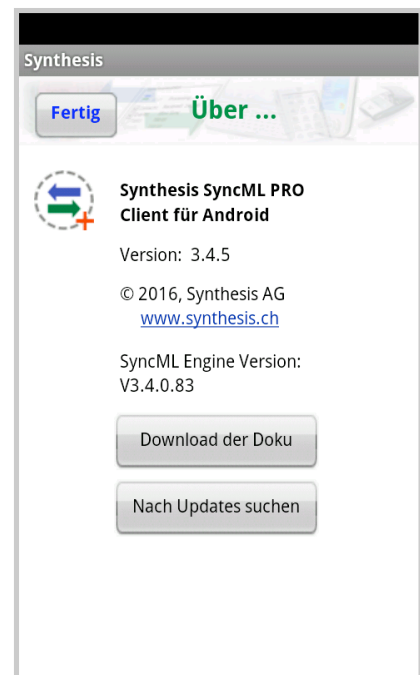 Synthesis
Fertig
Über ...
Synthesis SyncML PRO
Client für Android
Version: 3.4.5
© 2016, Synthesis AG
www.synthesis.ch
SyncML Engine Version:
V3.4.0.83
Download der Doku
Nach Updates suchen